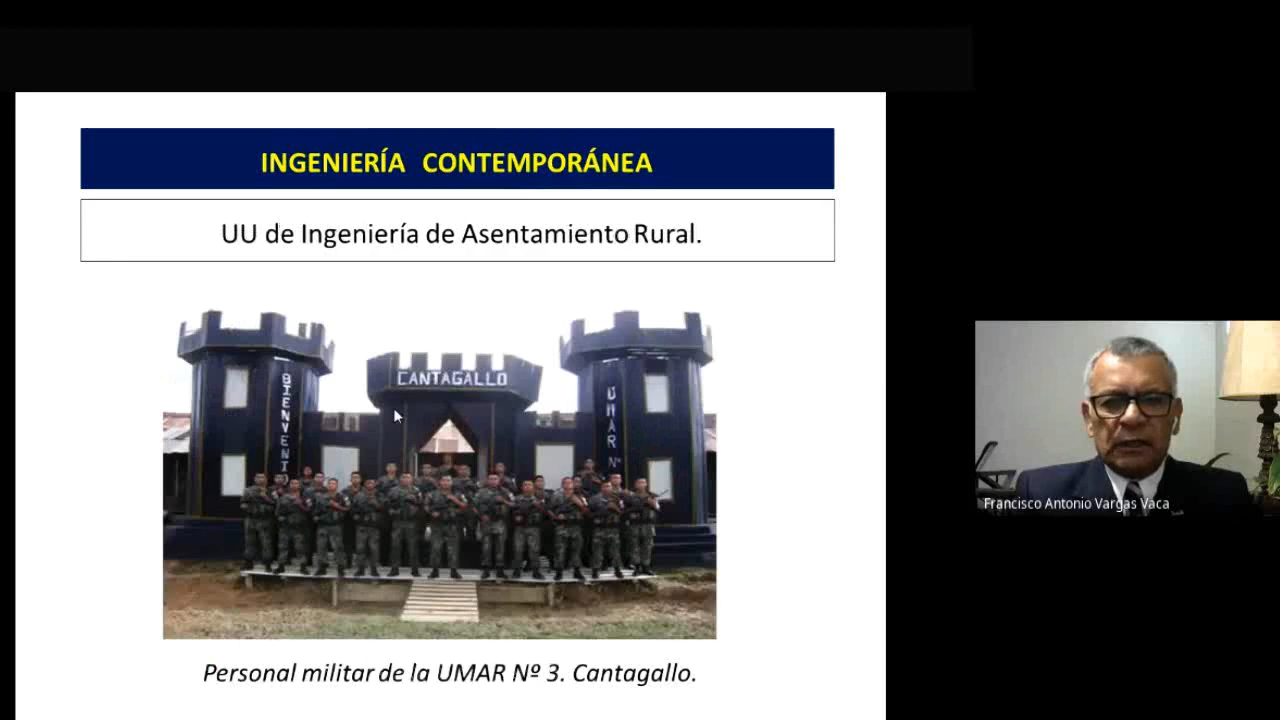 INGENIERÍA CONTEMPORÁNEA
UU de Ingeniería de Asentamiento Rural.
CANTAGALLO
BIENVENTO
UMAR Nº
Personal militar de la UMAR Nº 3. Cantagallo.
Francisco Antonio Vargas Vaca